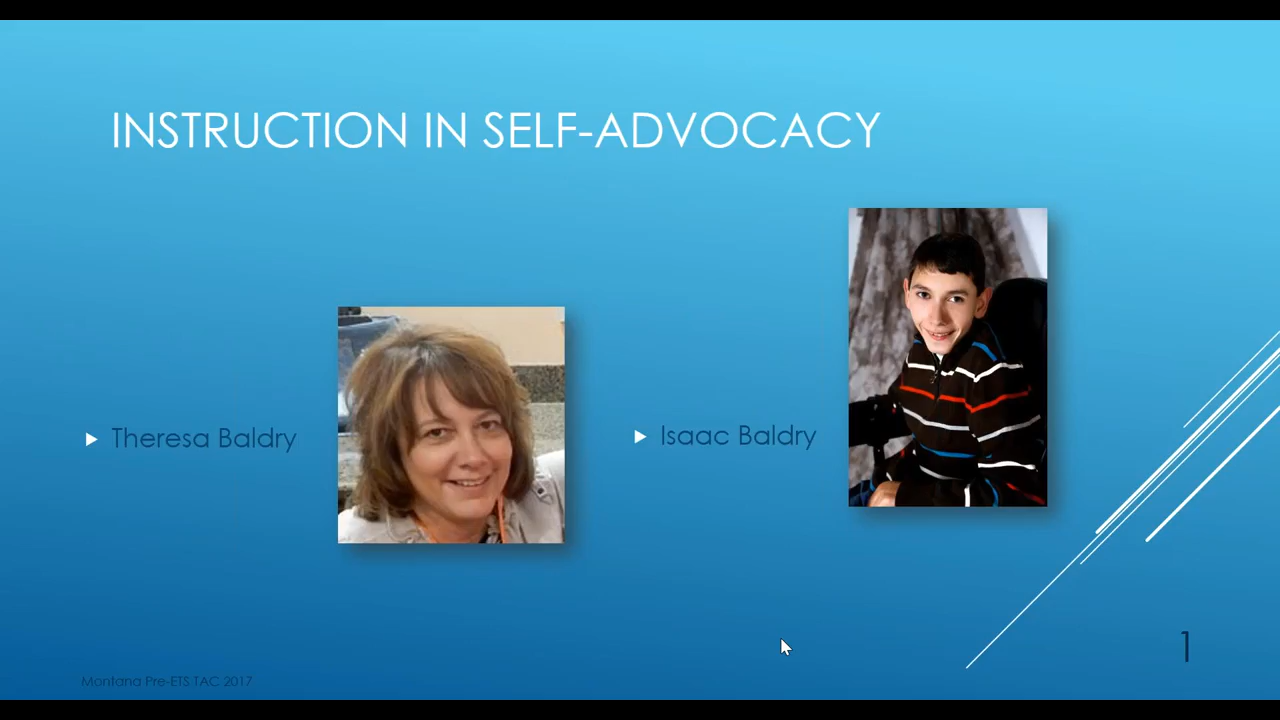 INSTRUCTION IN SELF-ADVOCACY
Theresa Baldry
Isaac Baldry
Montana Pre-ETS TAC 2017
1